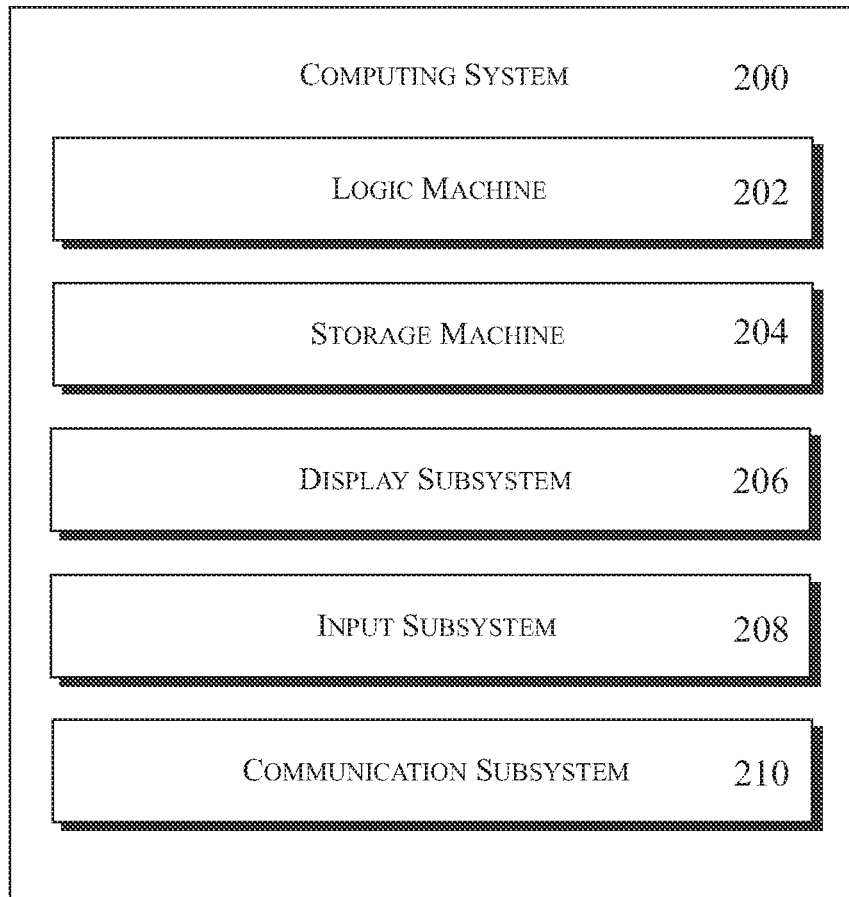 COMPUTING SYSTEM 200
LOGIC MACHINE 202
STORAGE MACHINE 204
DISPLAY SUBSYSTEM 206
INPUT SUBSYSTEM 208
COMMUNICATION SUBSYSTEM 210